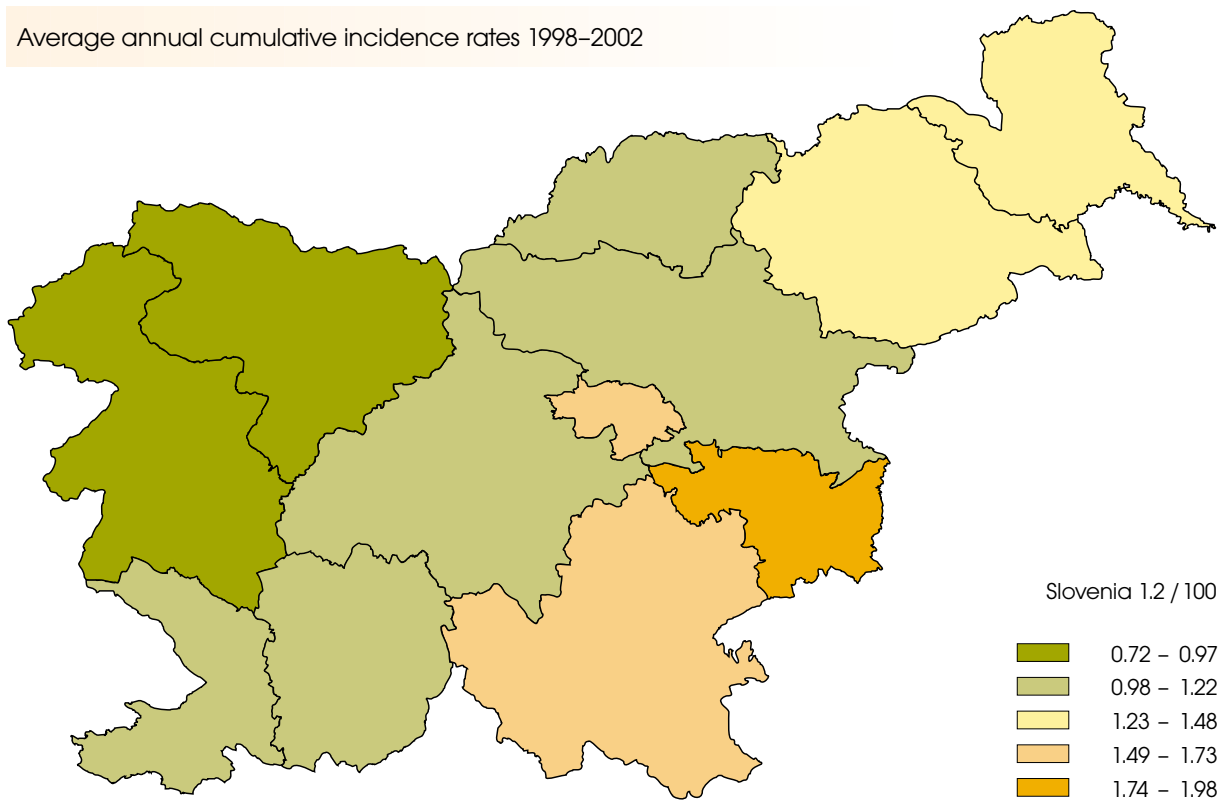 Average annual cumulative incidence rates 1998–2002
Slovenia 1.2 / 100
0.72 – 0.97
0.98 – 1.22
1.23 – 1.48
1.49 – 1.73
1.74 – 1.98